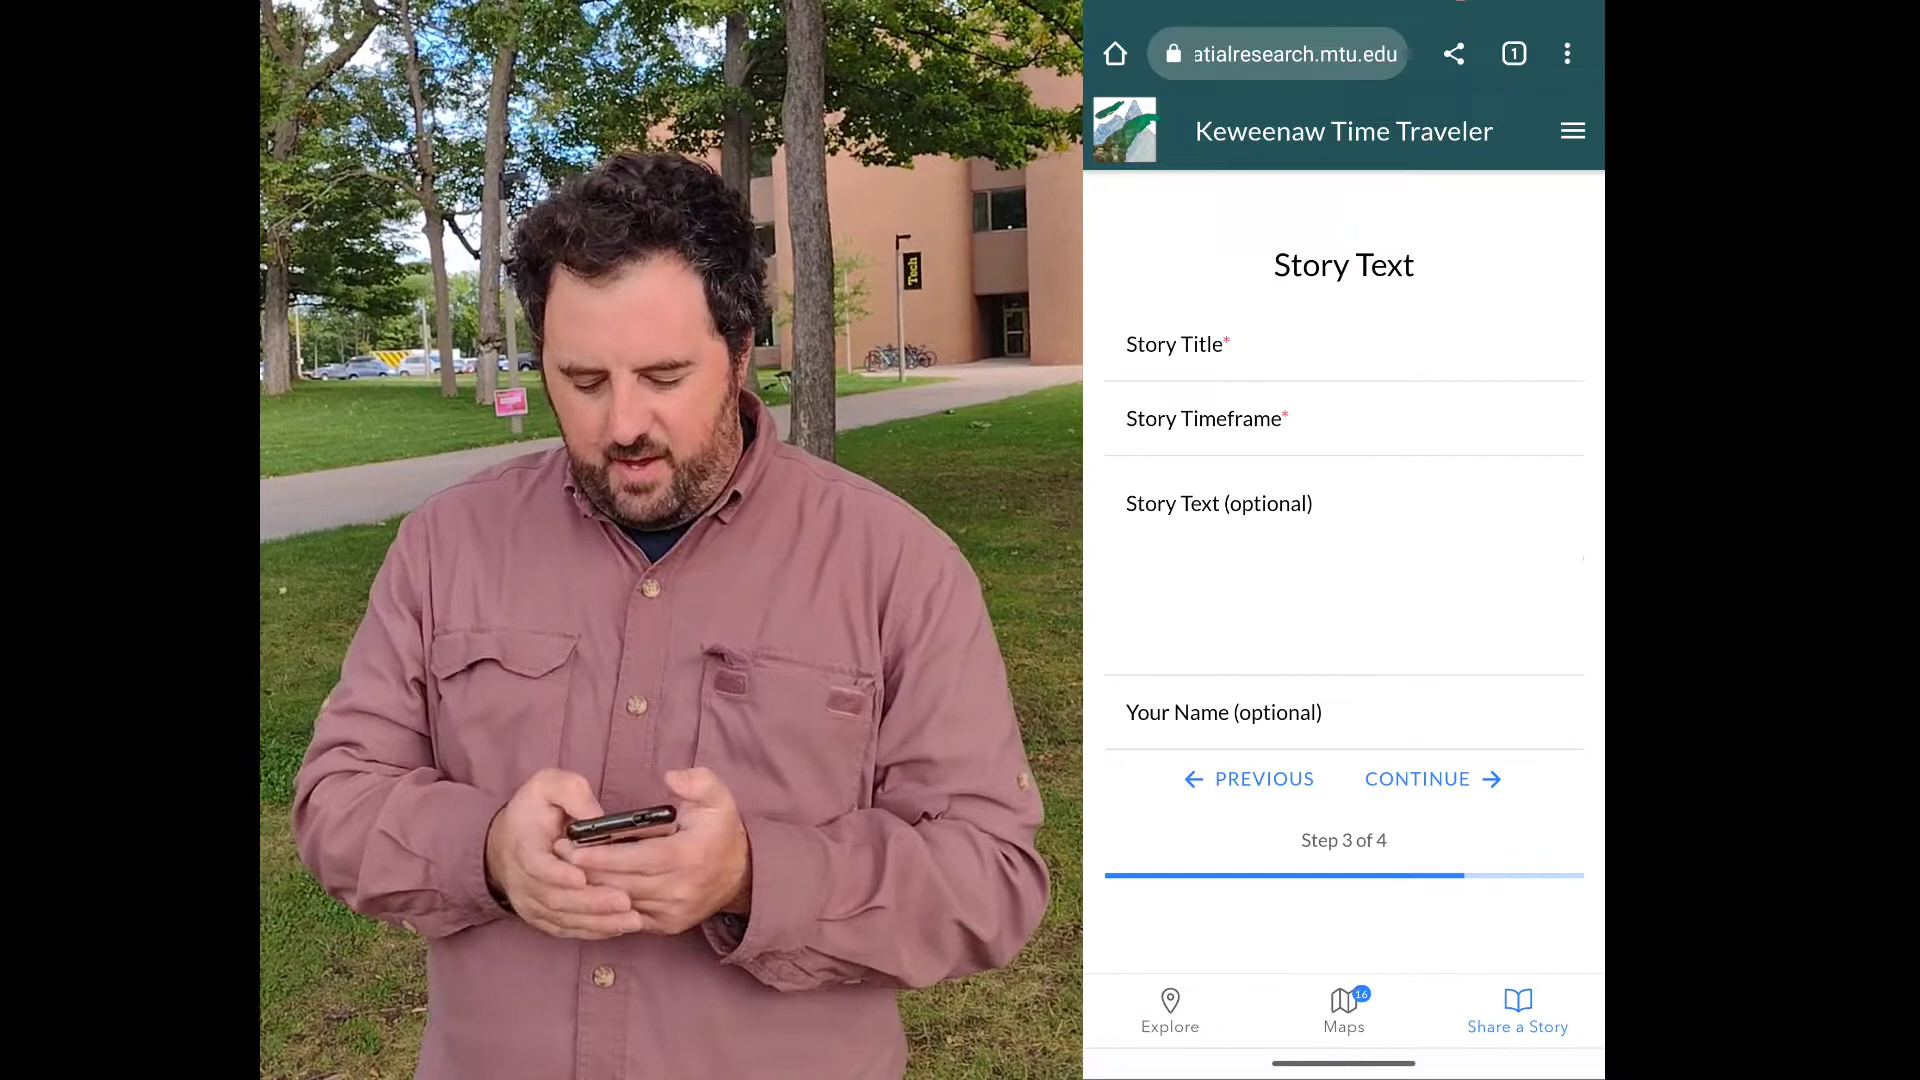 Tech
1
atialresearch.mtu.edu
Keweenaw Time Traveler
Story Text
Story Title*
Story Timeframe*
Story Text (optional)
Your Name (optional)
← PREVIOUS CONTINUE →
Step 3 of 4
16
Explore Maps Share a Story